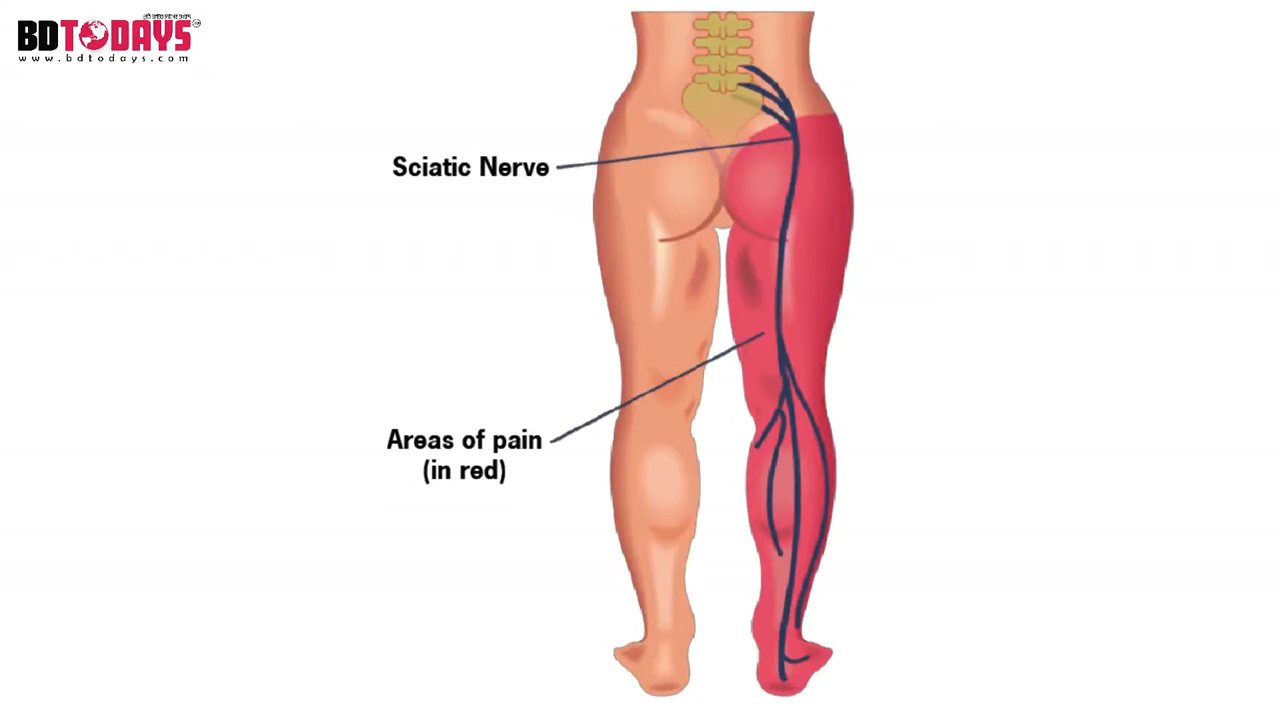 BDTODAYS
www.bdtodays.com
Sciatic Nerve
Areas of pain
(in red)